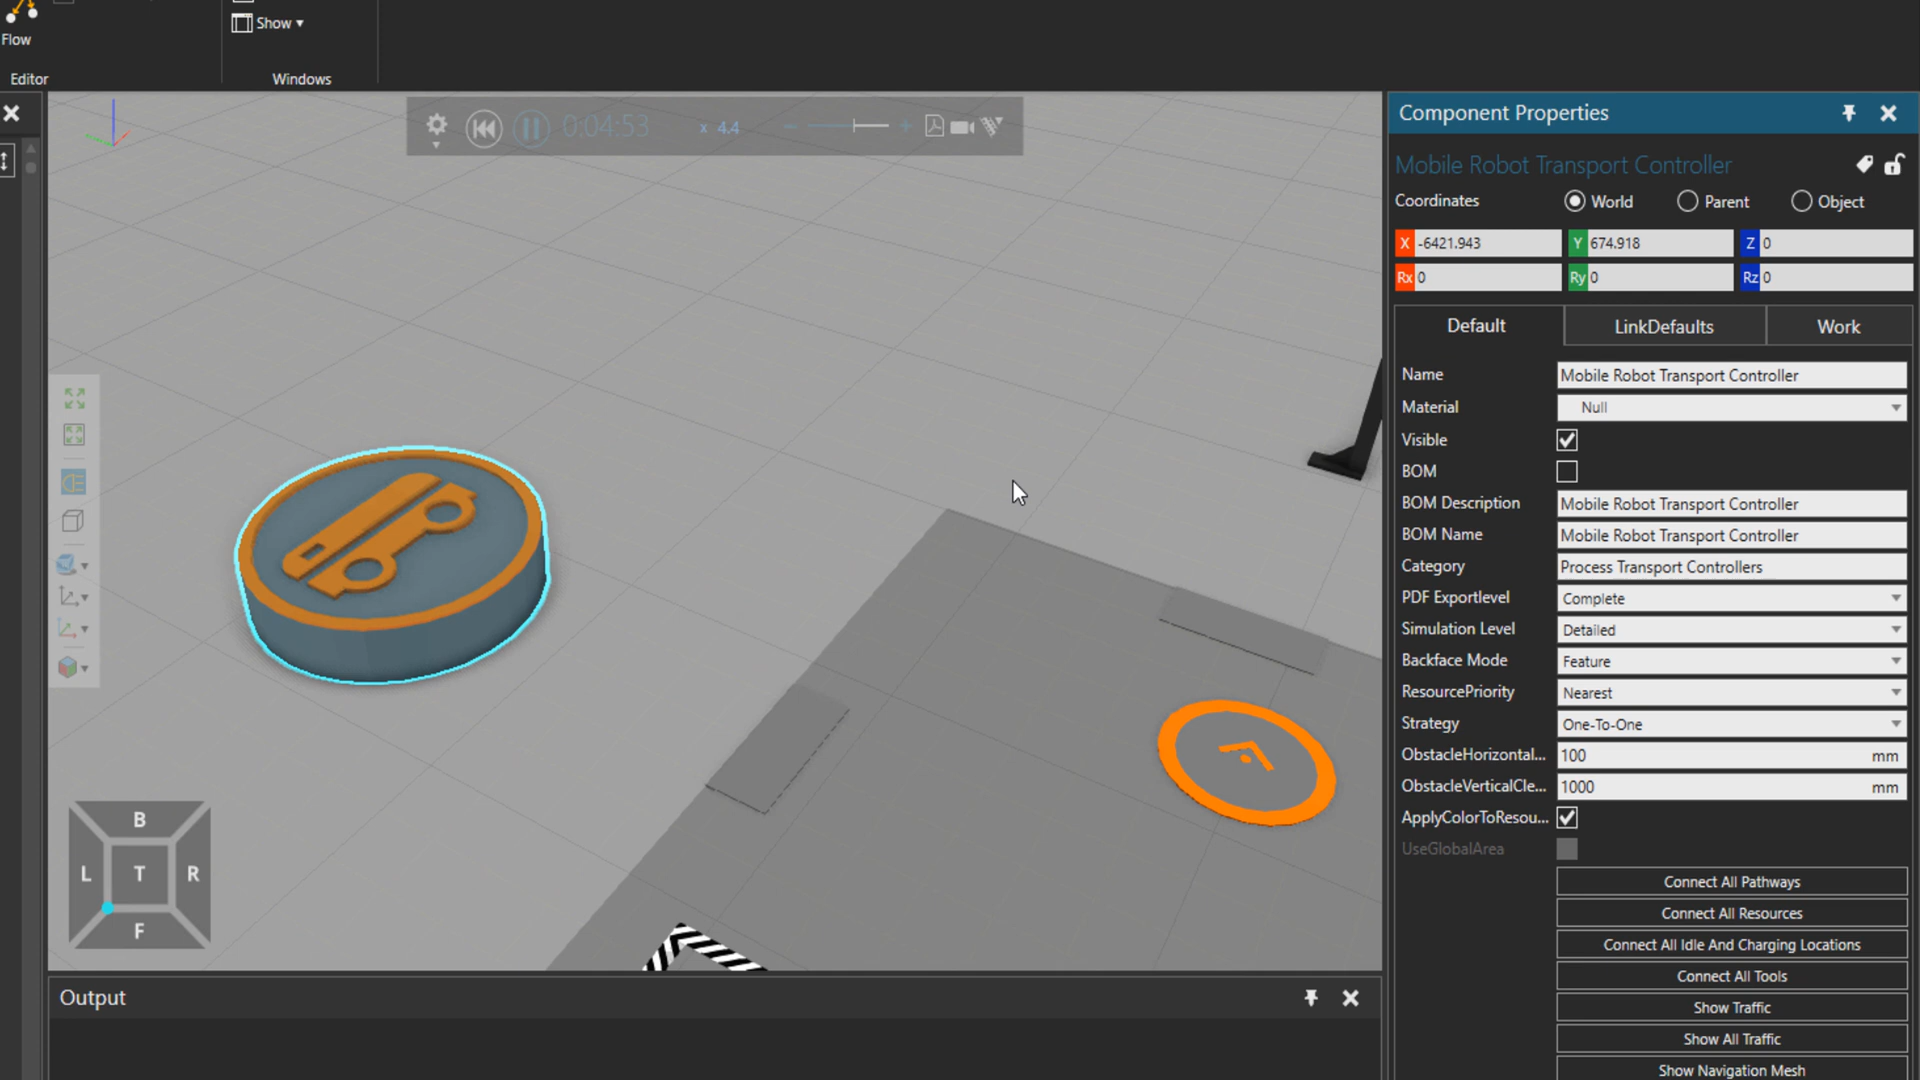 Flow
Show
Editor
Windows
0:04:53
x 4.4
B
L
T
R
F
Output
Component Properties
Mobile Robot Transport Controller
Coordinates
World
Parent
Object
X
-6421.943
Y
674.918
Z
0
Rx
0
Ry
0
Rz
0
Default
LinkDefaults
Work
Name
Mobile Robot Transport Controller
Material
Null
Visible
BOM
BOM Description
Mobile Robot Transport Controller
BOM Name
Mobile Robot Transport Controller
Category
Process Transport Controllers
PDF Exportlevel
Complete
Simulation Level
Detailed
Backface Mode
Feature
ResourcePriority
Nearest
Strategy
One-To-One
ObstacleHorizontal...
100
mm
ObstacleVerticalCle...
1000
mm
ApplyColorToResou...
UseGlobalArea
Connect All Pathways
Connect All Resources
Connect All Idle And Charging Locations
Connect All Tools
Show Traffic
Show All Traffic
Show Navigation Mesh